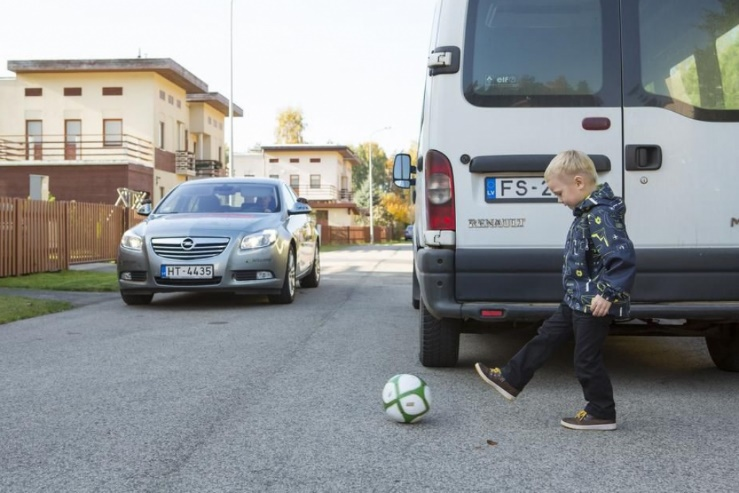 HT-4435
LV
FS-2
RENAULT
M